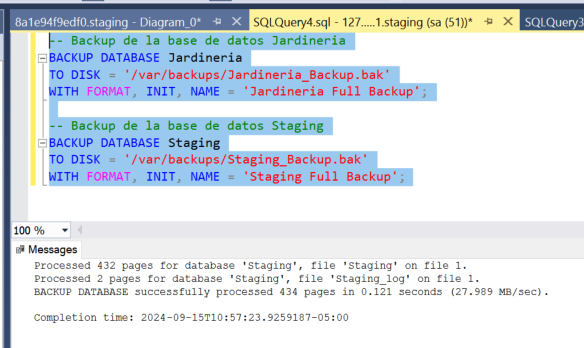 8a1e94f9edf0.staging - Diagram_0*
SQLQuery4.sql - 127.....1.staging (sa (51))*
SQLQuery3
-- Backup de la base de datos Jardineria
BACKUP DATABASE Jardineria
TO DISK = '/var/backups/Jardineria_Backup.bak'
WITH FORMAT, INIT, NAME = 'Jardineria Full Backup';
-- Backup de la base de datos Staging
BACKUP DATABASE Staging
TO DISK = '/var/backups/Staging_Backup.bak'
WITH FORMAT, INIT, NAME = 'Staging Full Backup';
100 %
Messages
Processed 432 pages for database 'Staging', file 'Staging' on file 1.
Processed 2 pages for database 'Staging', file 'Staging_log' on file 1.
BACKUP DATABASE successfully processed 434 pages in 0.121 seconds (27.989 MB/sec).
Completion time: 2024-09-15T10:57:23.9259187-05:00